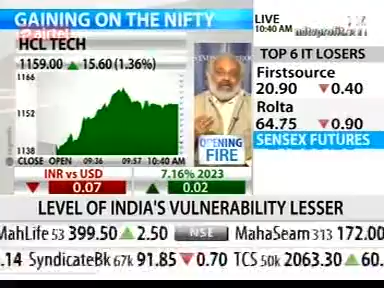 GAINING ON THE NIFTY
airtel
HCL TECH
1159.00 ▲ 15.60 (1.36%)
1166
1152
1138
CLOSE OPEN 09:36 09:57 10:40 AM
LIVE
10:40 AM
ndtvprofit.com
TOP 6 IT LOSERS
Firstsource
20.90 ▼0.40
Rolta
64.75 ▼0.90
SENSEX FUTURES
OPENING
FIRE
INR vs USD
▼ 0.07
7.16% 2023
▲ 0.02
LEVEL OF INDIA'S VULNERABILITY LESSER
MahLife 53 399.50 ▲ 2.50 NSE MahaSeam 313 172.00
.14 SyndicateBk 67k 91.85 ▼0.70 TCS 50k 2063.30 ▲ 60.